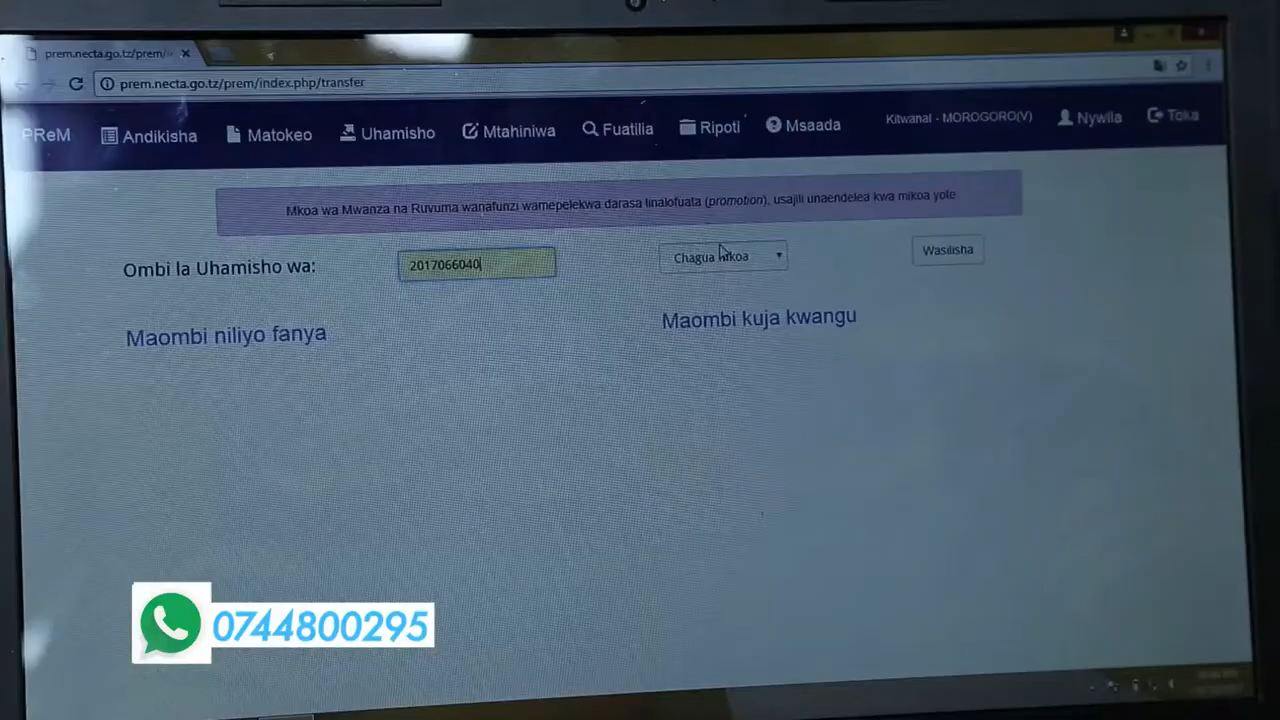 prem.necta.go.tz/prem/
prem.necta.go.tz/prem/index.php/transfer
PReM Andikisha Matokeo Uhamisho Mtahiniwa Fuatilia Ripoti Msaada Kitwanal - MOROGORO(V) Nywila Toka
Mkoa wa Mwanza na Ruvuma wanafunzi wamepelekwa darasa linalofuata (promotion), usajili unaendelea kwa mikoa yote
Ombi la Uhamisho wa: 2017066040 Chagua mkoa Wasilisha
Maombi niliyo fanya Maombi kuja kwangu
0744800295